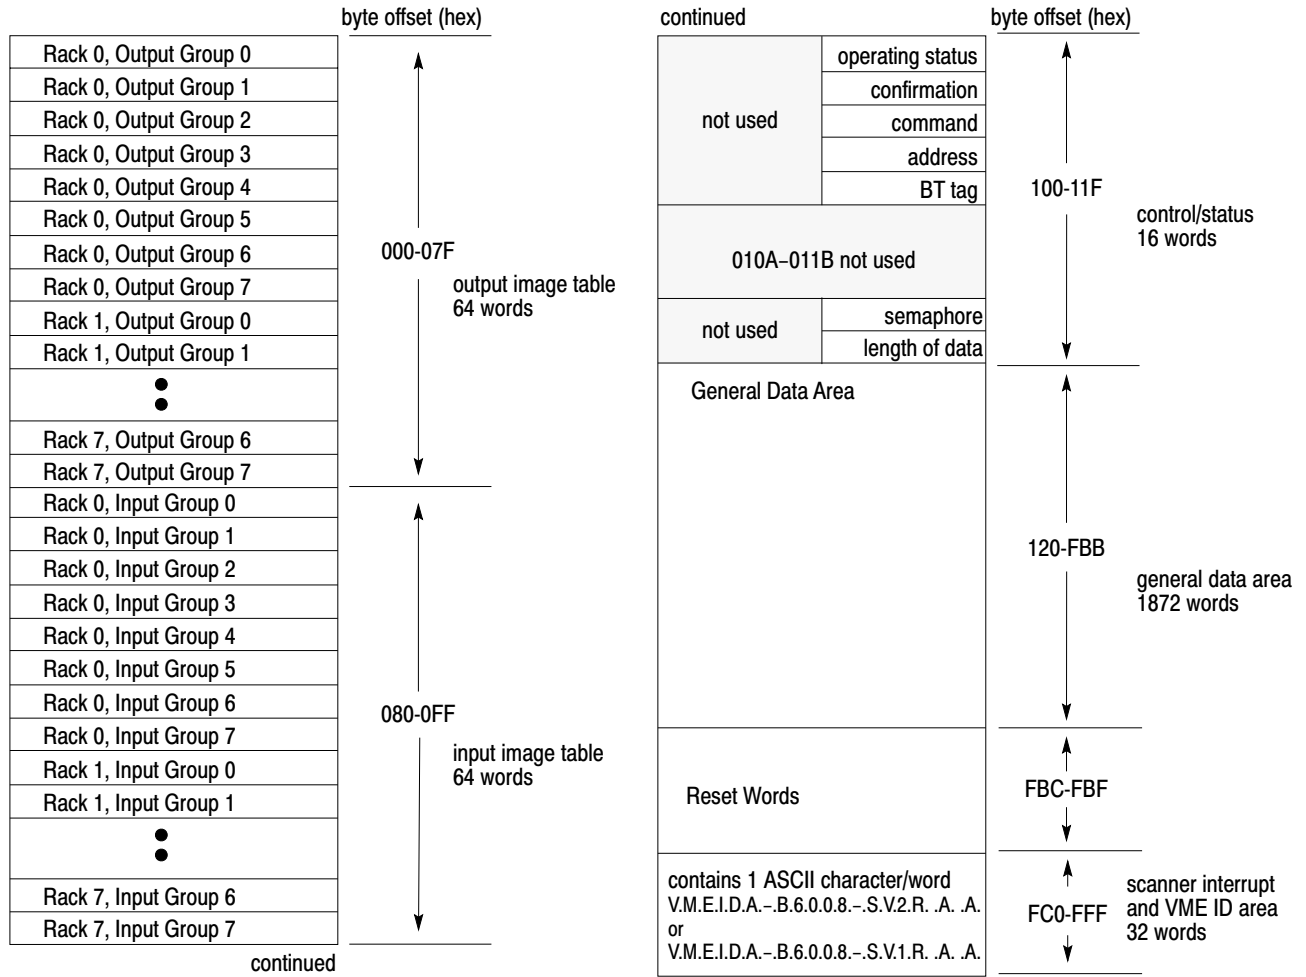 byte offset (hex)
Rack 0, Output Group 0
Rack 0, Output Group 1
Rack 0, Output Group 2
Rack 0, Output Group 3
Rack 0, Output Group 4
Rack 0, Output Group 5
Rack 0, Output Group 6
Rack 0, Output Group 7
Rack 1, Output Group 0
Rack 1, Output Group 1
Rack 7, Output Group 6
Rack 7, Output Group 7
000-07F
output image table
64 words
Rack 0, Input Group 0
Rack 0, Input Group 1
Rack 0, Input Group 2
Rack 0, Input Group 3
Rack 0, Input Group 4
Rack 0, Input Group 5
Rack 0, Input Group 6
Rack 0, Input Group 7
Rack 1, Input Group 0
Rack 1, Input Group 1
Rack 7, Input Group 6
Rack 7, Input Group 7
080-0FF
input image table
64 words
continued
continued
byte offset (hex)
not used
operating status
confirmation
command
address
BT tag
010A–011B not used
not used
semaphore
length of data
100-11F
control/status
16 words
General Data Area
120-FBB
general data area
1872 words
Reset Words
FBC-FBF
contains 1 ASCII character/word
V.M.E.I.D.A.–.B.6.0.0.8.–.S.V.2.R. .A. .A.
or
V.M.E.I.D.A.–.B.6.0.0.8.–.S.V.1.R. .A. .A.
FC0-FFF
scanner interrupt
and VME ID area
32 words